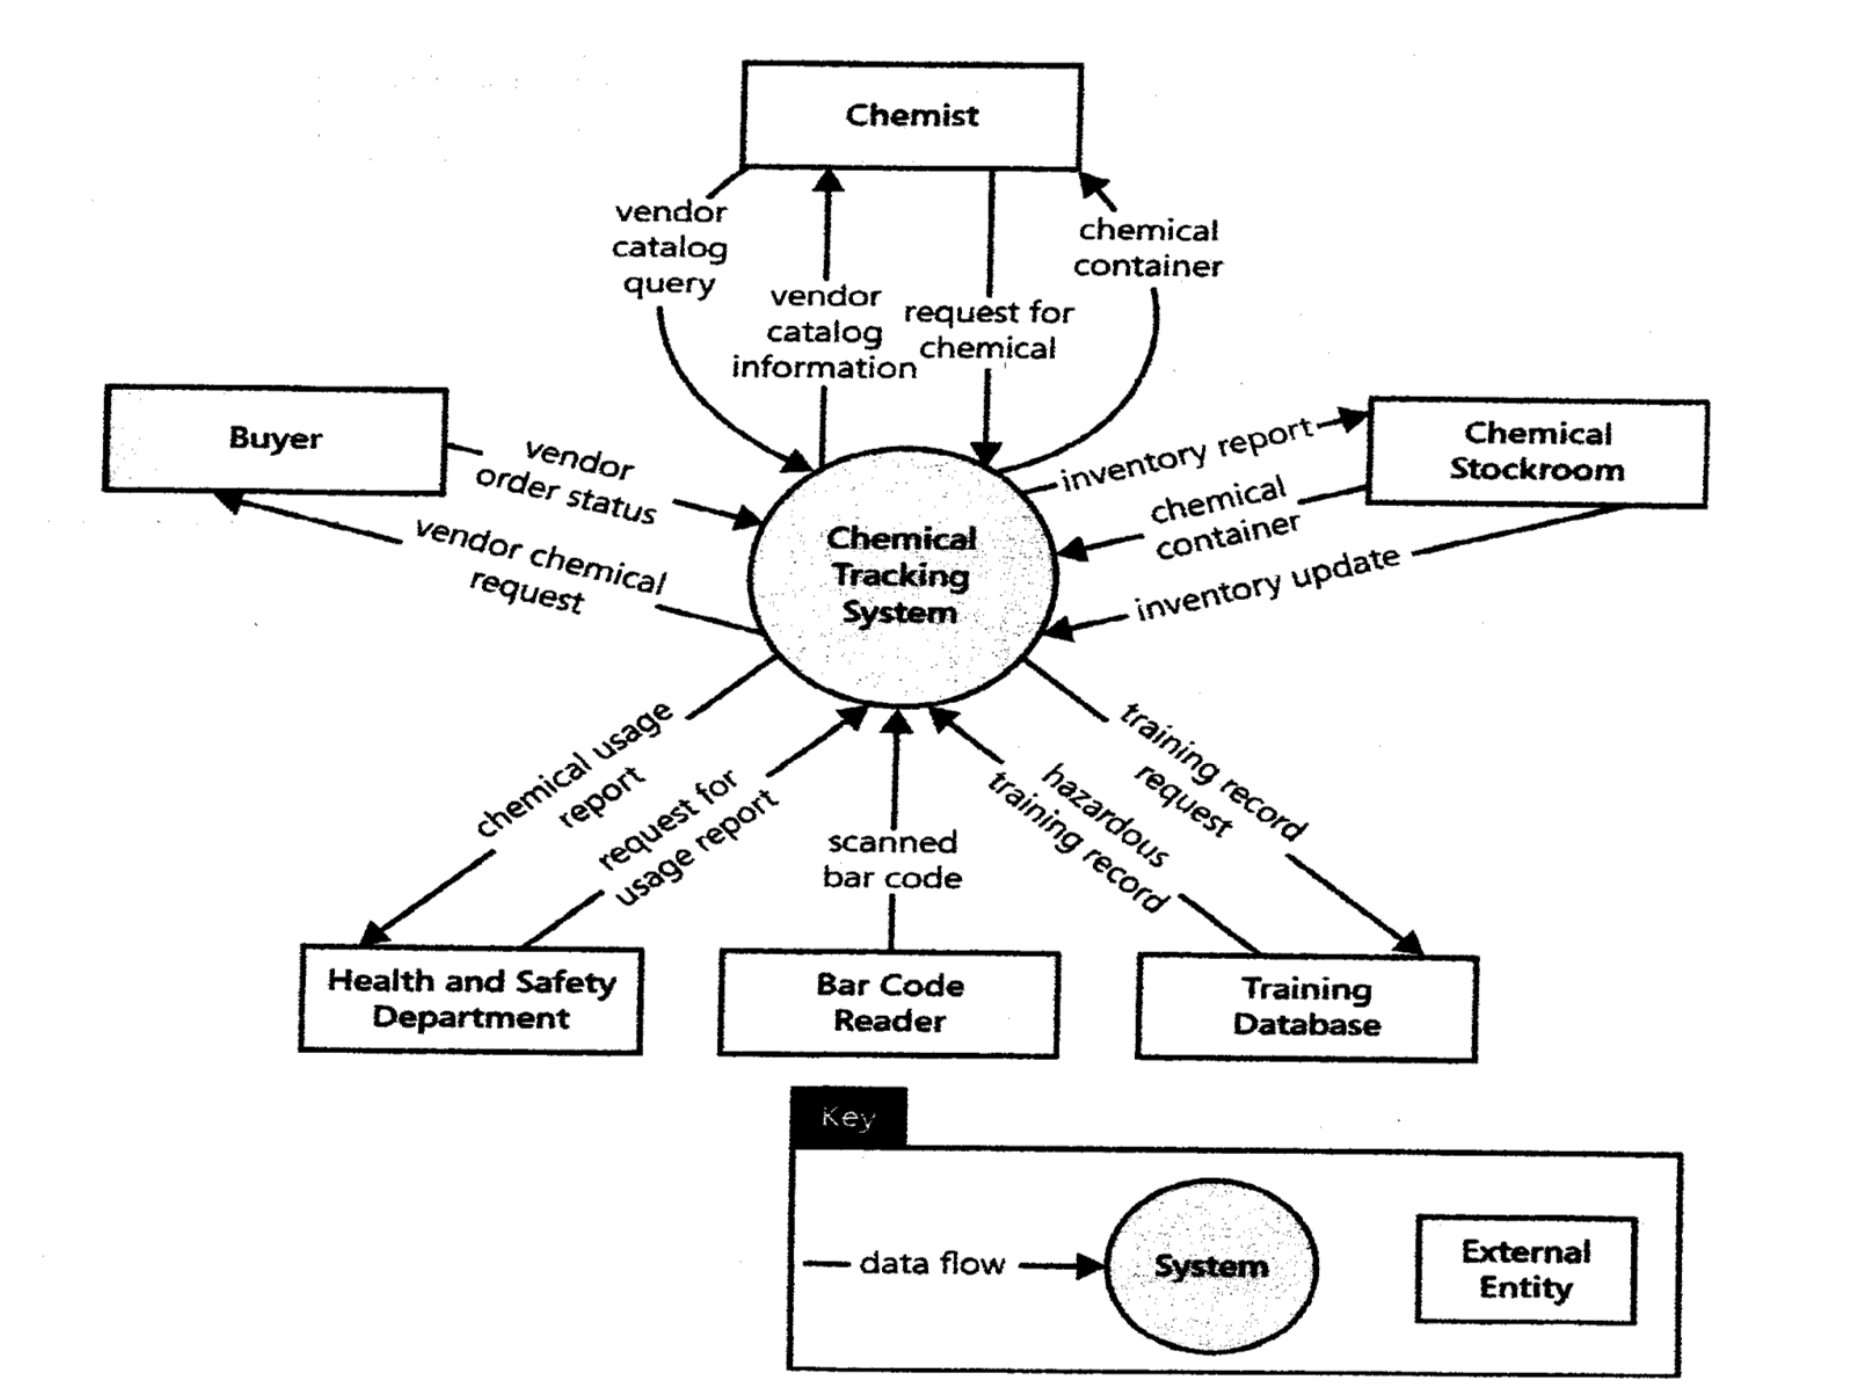 Chemist
vendor
catalog
query
vendor
catalog
information
request for
chemical
chemical
container
Buyer
vendor
order status
vendor chemical
request
Chemical
Tracking
System
inventory report
chemical
container
inventory update
Chemical
Stockroom
chemical usage
report
request for
usage report
scanned
bar code
hazardous
training record
training record
request
Health and Safety
Department
Bar Code
Reader
Training
Database
Key
data flow
System
External
Entity